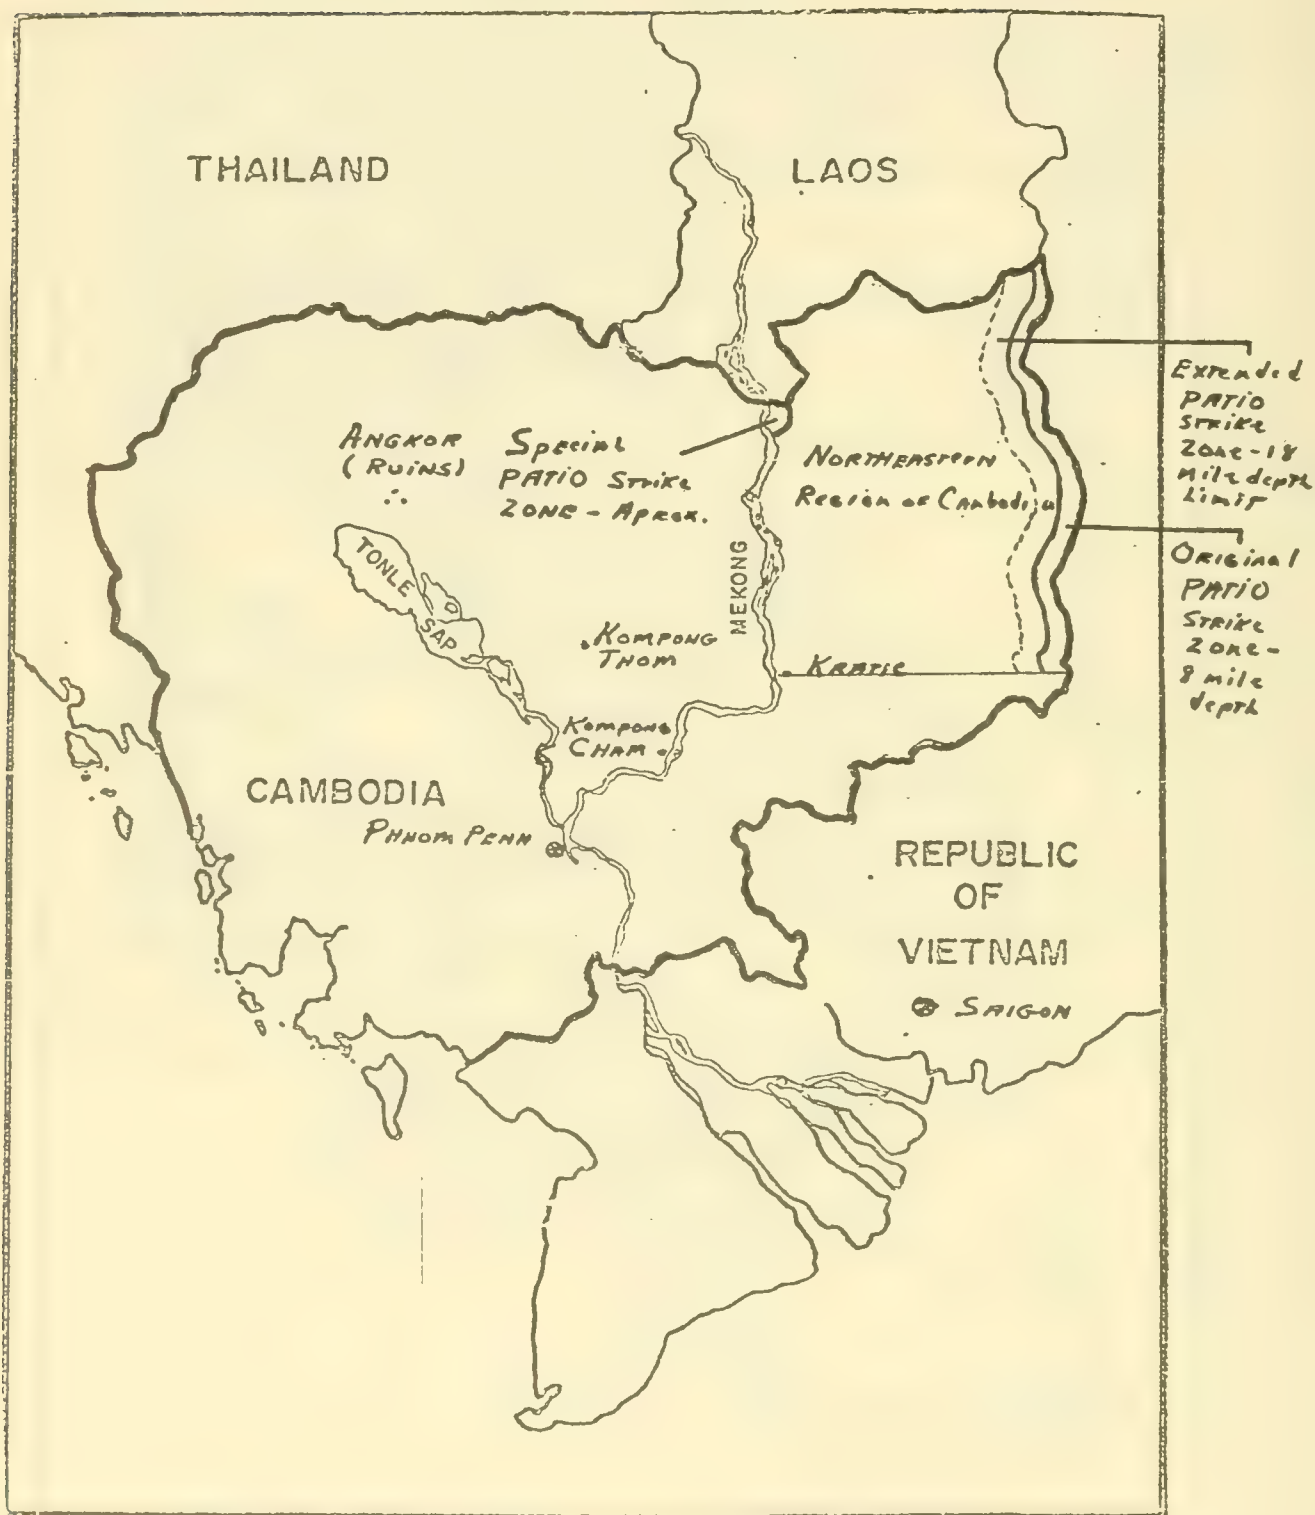 THAILAND
LAOS
Extended
PATIO
Strike
Zone-18
Mile depth
Limit
ANGKOR
(RUINS)
Special
PATIO Strike
ZONE - Aprox.
NORTHEASTERN
Region of Cambodia
Original
PATIO
Strike
Zone-
8 mile
depth
TONLE
SAP
MEKONG
KOMPONG
THOM
KRATIE
KOMPONG
CHAM
CAMBODIA
PHNOM PENH
REPUBLIC
OF
VIETNAM
SAIGON